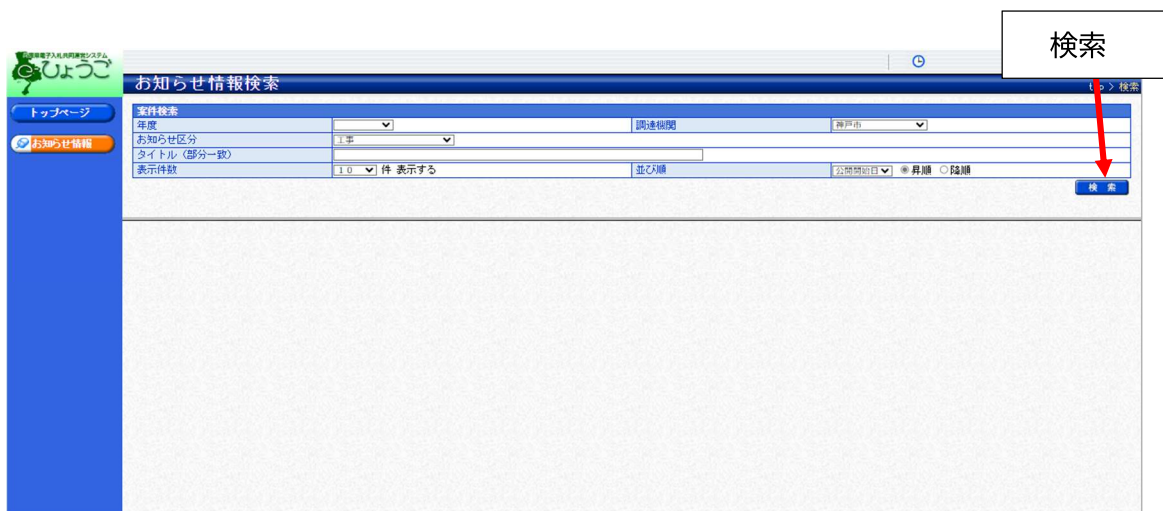 検索
兵庫県電子入札共同運営システム
ひょうご
お知らせ情報検索
> 検索
トップページ
お知らせ情報
案件検索
年度 調達機関 神戸市
お知らせ区分 工事
タイトル（部分一致）
表示件数 10 件 表示する 並び順 公開開始日 昇順 降順
検 索